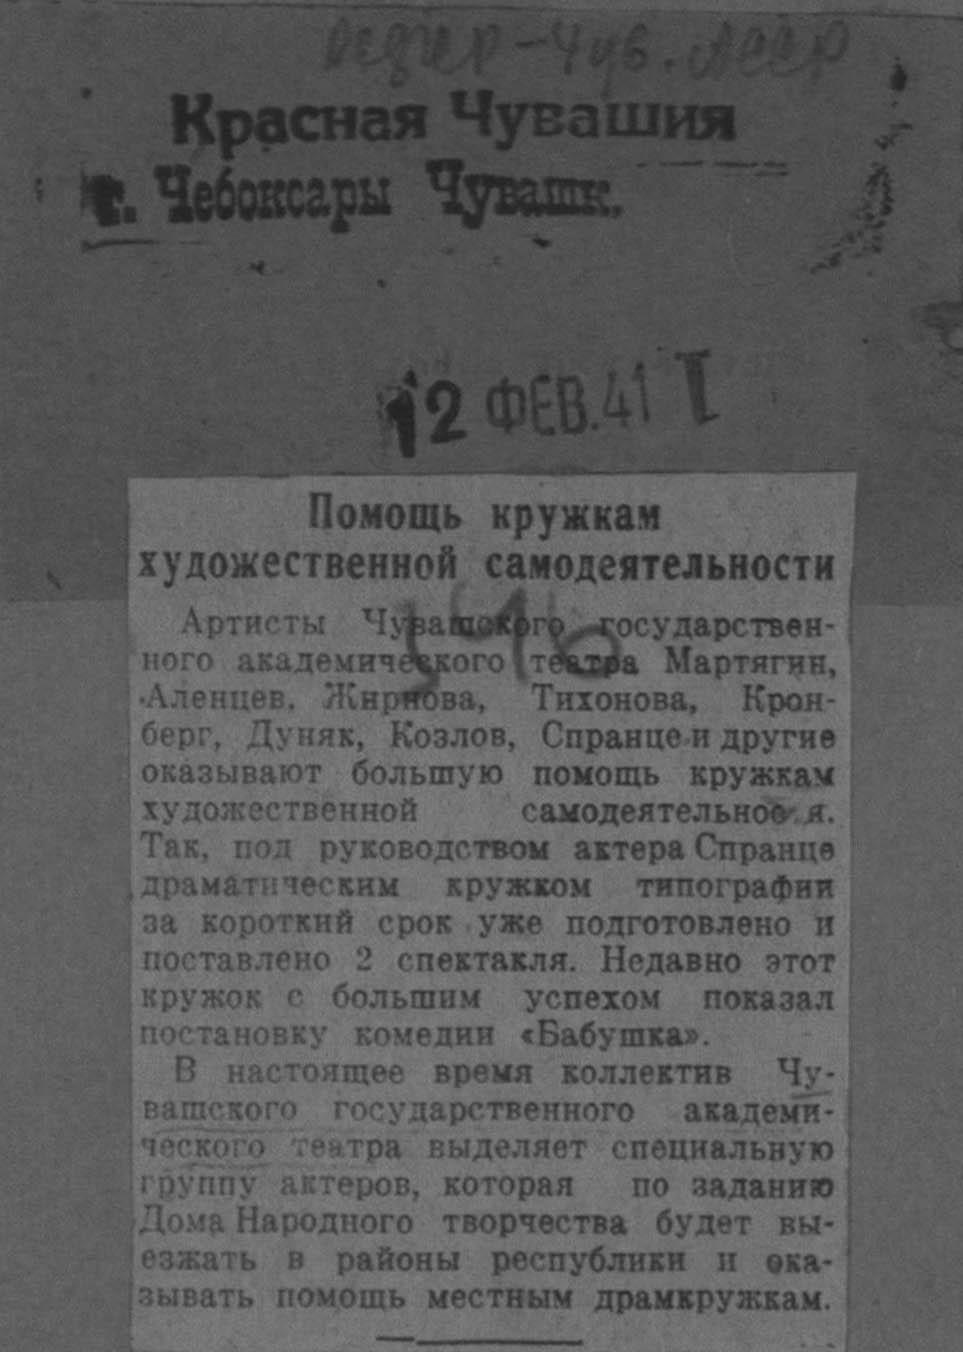 Чув. АССР
Красная Чувашия
г. Чебоксары Чувашк.
12 ФЕВ. 41
Помощь кружкам
художественной самодеятельности
Артисты Чувашского государствен-
ного академического театра Мартягин,
Аленцев, Жирнова, Тихонова, Крон-
берг, Дуняк, Козлов, Спранце и другие
оказывают большую помощь кружкам
художественной
Так, под руководством актера Спранце
драматическим кружком типографии
за короткий срок уже подготовлено и
поставлено 2 спектакля. Недавно этот
кружок с большим успехом показал
постановку комедии «Бабушка».
В настоящее время коллектив Чу-
вашского государственного академи-
ческого театра выделяет специальную
группу актеров, которая по заданию
Дома Народного творчества будет вы-
езжать в районы республики и ока-
зывать помощь местным драмкружкам.